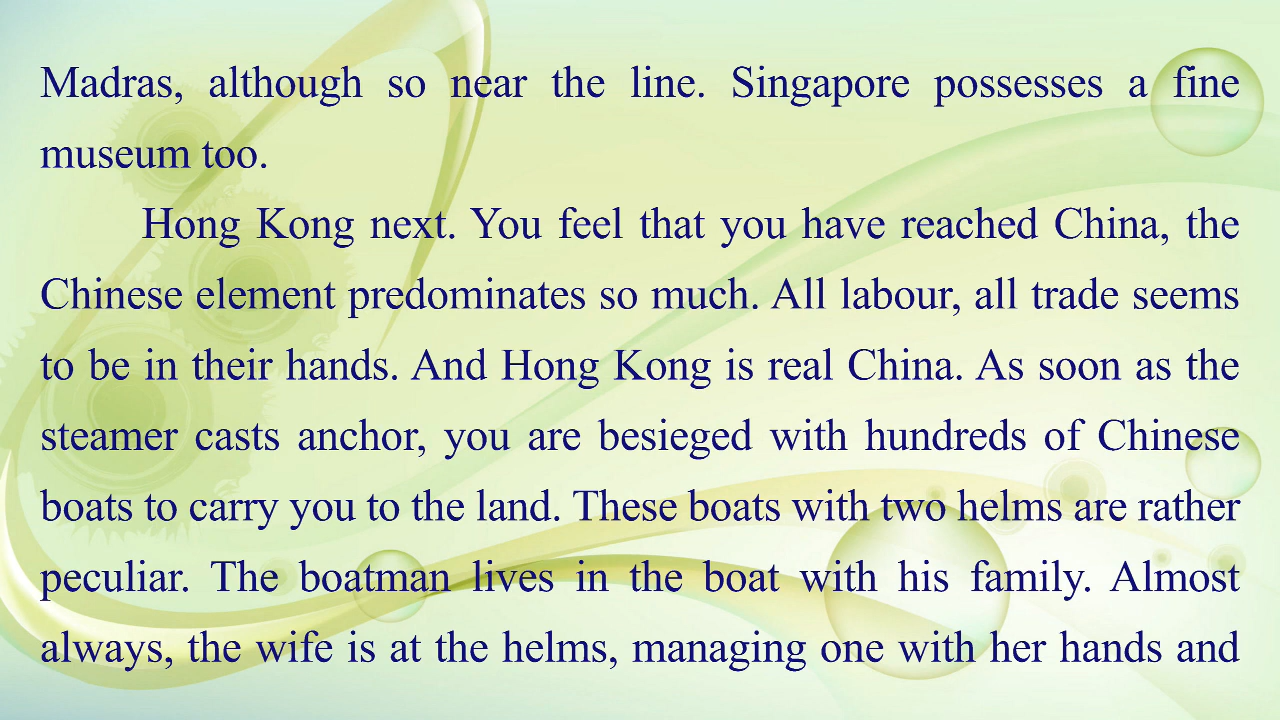 Madras, although so near the line. Singapore possesses a fine
museum too.
Hong Kong next. You feel that you have reached China, the
Chinese element predominates so much. All labour, all trade seems
to be in their hands. And Hong Kong is real China. As soon as the
steamer casts anchor, you are besieged with hundreds of Chinese
boats to carry you to the land. These boats with two helms are rather
peculiar. The boatman lives in the boat with his family. Almost
always, the wife is at the helms, managing one with her hands and